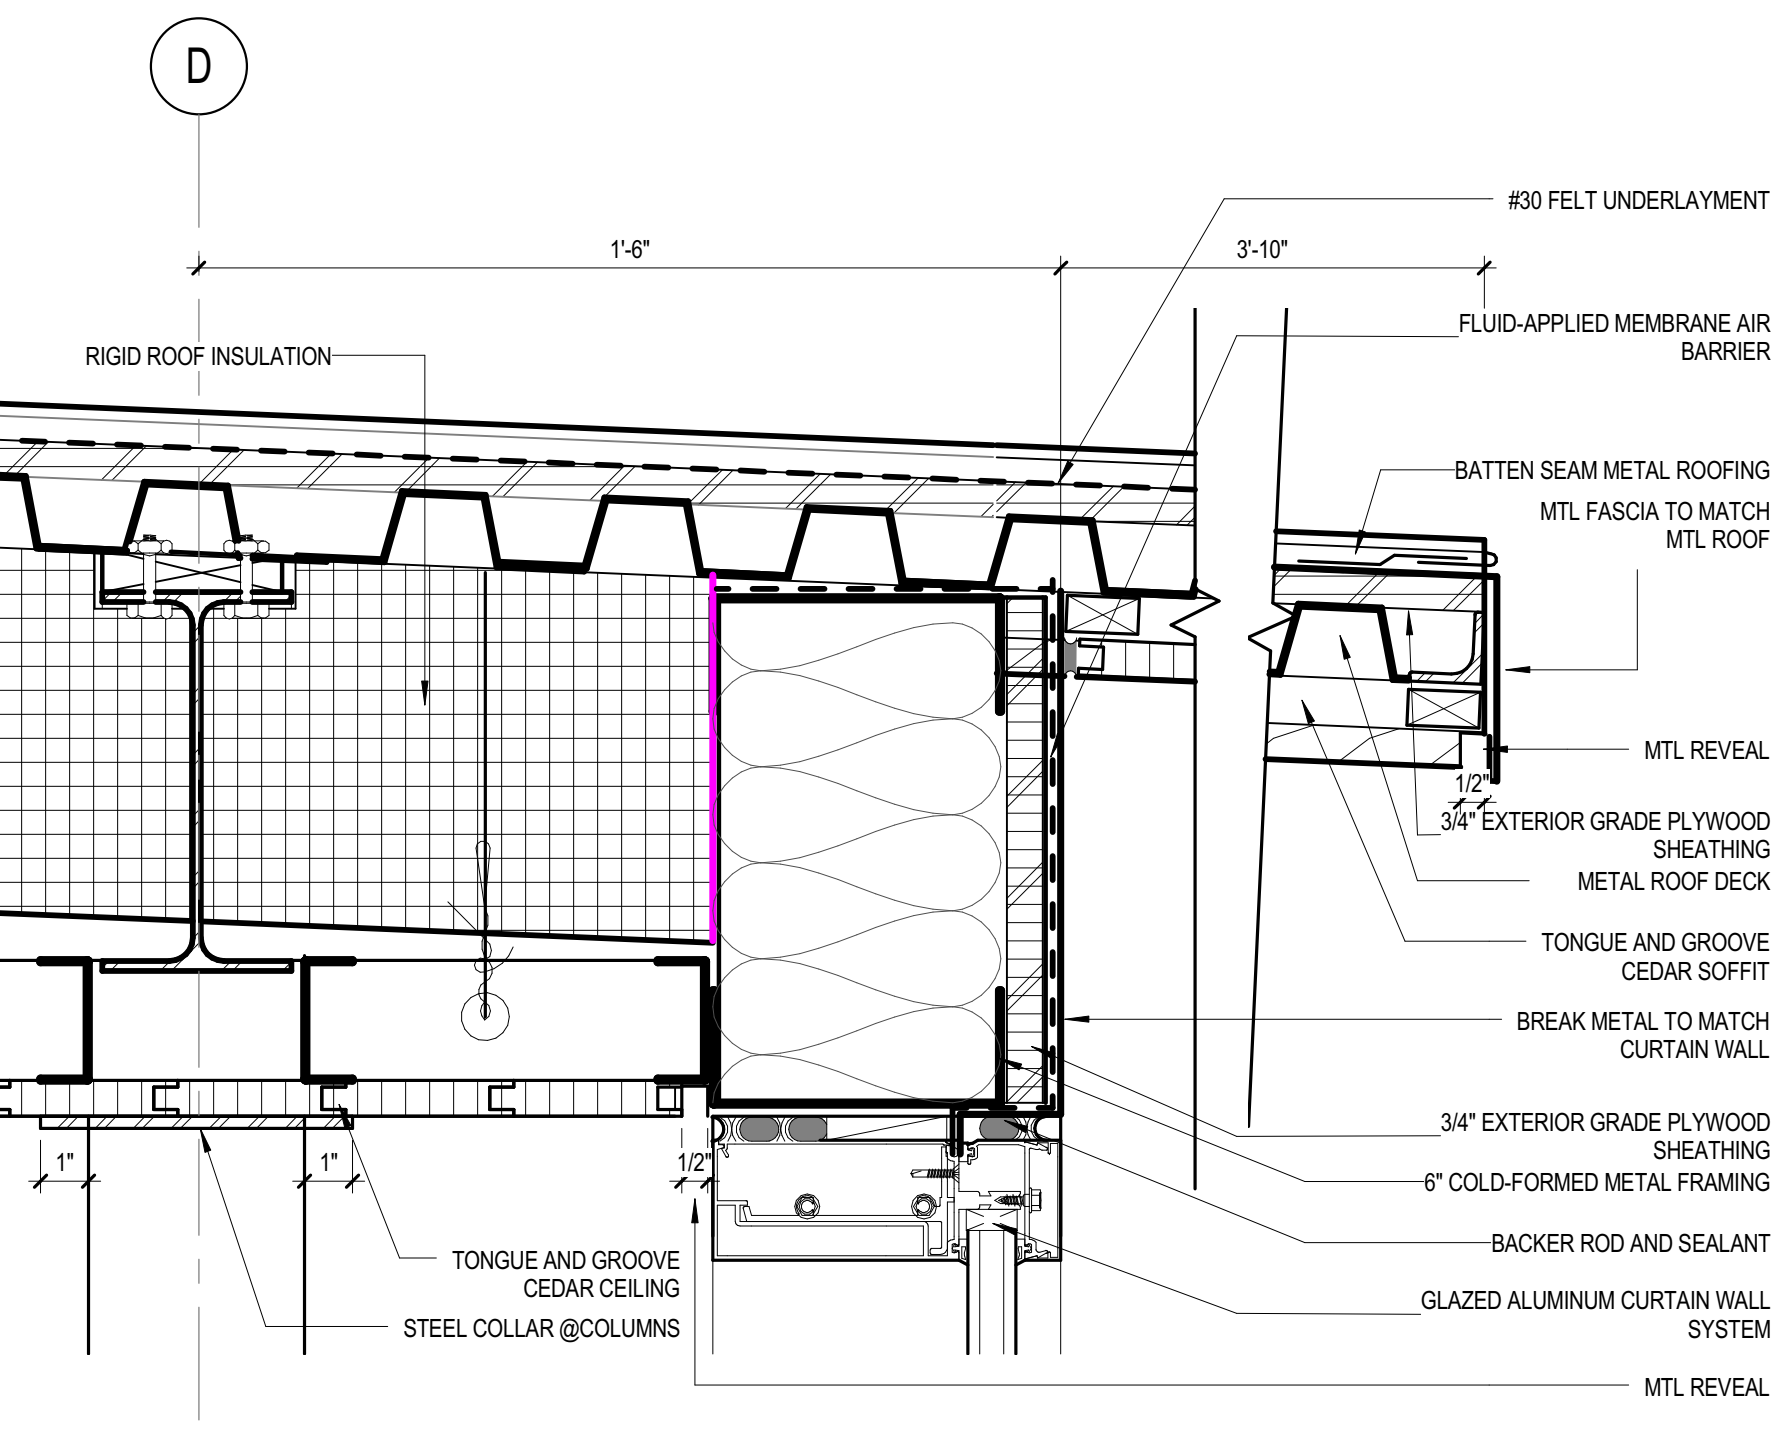 D
#30 FELT UNDERLAYMENT
1'-6"
3'-10"
FLUID-APPLIED MEMBRANE AIR
BARRIER
RIGID ROOF INSULATION
BATTEN SEAM METAL ROOFING
MTL FASCIA TO MATCH
MTL ROOF
MTL REVEAL
1/2"
3/4" EXTERIOR GRADE PLYWOOD
SHEATHING
METAL ROOF DECK
TONGUE AND GROOVE
CEDAR SOFFIT
BREAK METAL TO MATCH
CURTAIN WALL
3/4" EXTERIOR GRADE PLYWOOD
SHEATHING
1"
1"
1/2"
6" COLD-FORMED METAL FRAMING
BACKER ROD AND SEALANT
TONGUE AND GROOVE
CEDAR CEILING
GLAZED ALUMINUM CURTAIN WALL
SYSTEM
STEEL COLLAR @COLUMNS
MTL REVEAL